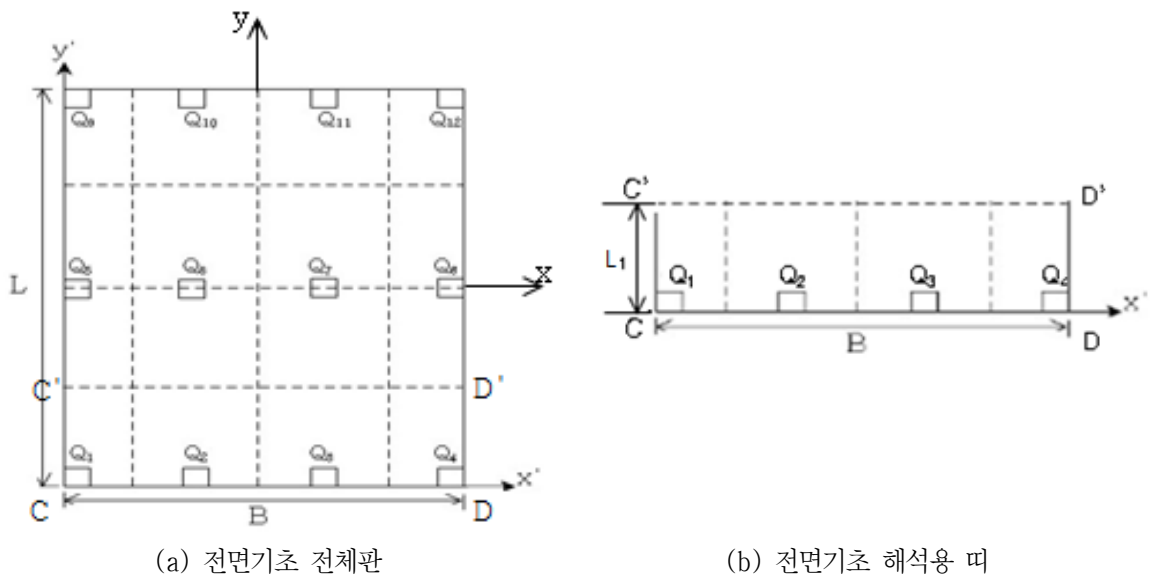 y
y'
Q₉ Q₁₀ Q₁₁ Q₁₂
Q₅ Q₆ Q₇ Q₈ X
L
C' D'
Q₁ Q₂ Q₃ Q₄
x'
C B D
(a) 전면기초 전체판
C' D'
L₁
Q₁ Q₂ Q₃ Q₄
x'
C B D
(b) 전면기초 해석용 띠